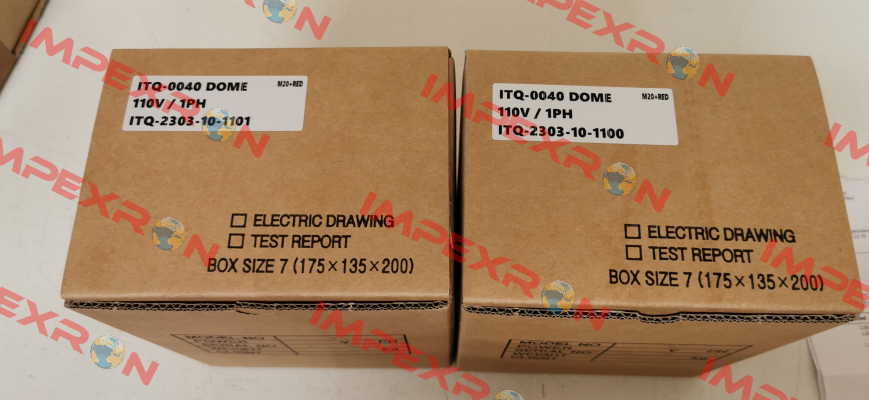 ITQ-0040 DOME M20+RED
110V / 1PH
ITQ-2303-10-1101
☐ ELECTRIC DRAWING
☐ TEST REPORT
BOX SIZE 7 (175×135×200)
ITQ-0040 DOME M20+RED
110V / 1PH
ITQ-2303-10-1100
☐ ELECTRIC DRAWING
☐ TEST REPORT
BOX SIZE 7 (175×135×200)
MODEL NO
IMPEXRON